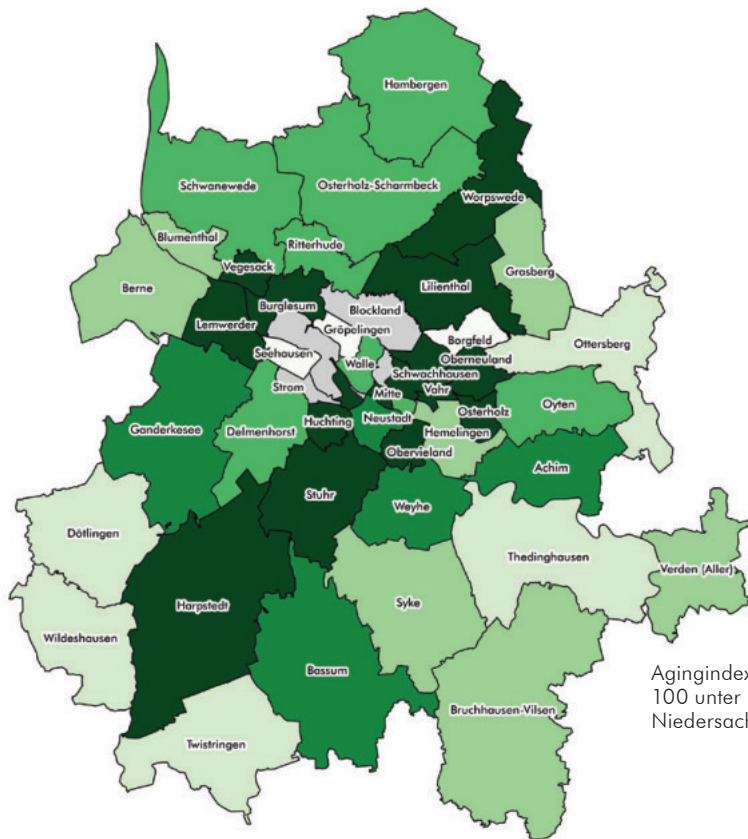 Hambergen
Schwanewede
Osterholz-Scharmbeck
Worpswede
Blumenthal
Ritterhude
Grasberg
Vegesack
Berne
Lilienthal
Burglesum
Blockland
Lemwerder
Gröpelingen
Borgfeld
Ottersberg
Oberneuland
Seehausen
Walle
Schwachhausen
Strom
Mitte
Vahr
Oyten
Huchting
Neustadt
Osterholz
Ganderkesee
Delmenhorst
Hemelingen
Obervieland
Achim
Stuhr
Weyhe
Dötlingen
Thedinghausen
Verden (Aller)
Harpstedt
Syke
Wildeshausen
Bassum
Agingindex
100 unter
Niedersach
Bruchhausen-Vilsen
Twistringen